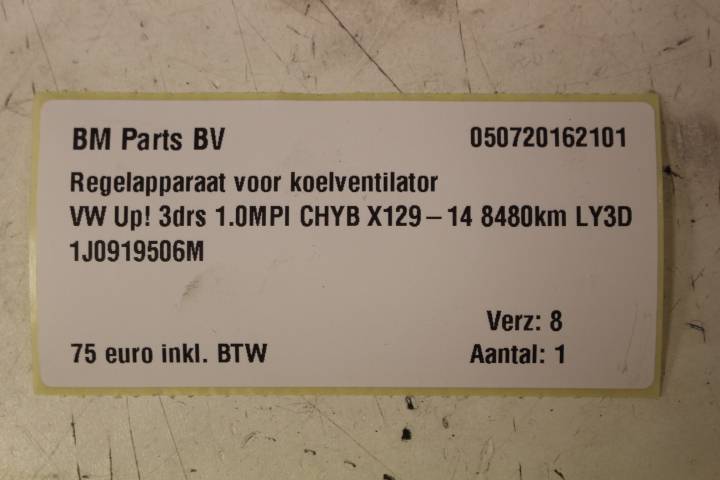 BM Parts BV 050720162101
Regelapparaat voor koelventilator
VW Up! 3drs 1.0MPI CHYB X129-14 8480km LY3D
1J0919506M
Verz: 8
75 euro inkl. BTW Aantal: 1